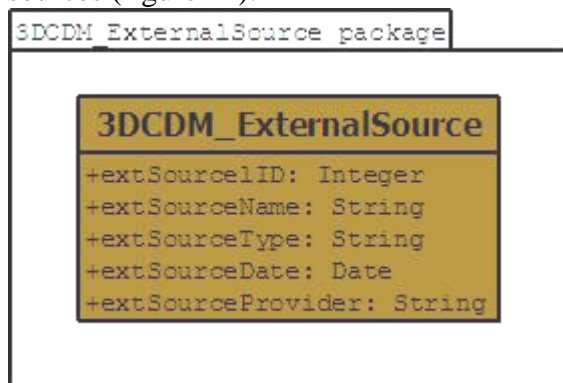 3DCDM_ExternalSource package
3DCDM_ExternalSource
+extSourcelID: Integer
+extSourceName: String
+extSourceType: String
+extSourceDate: Date
+extSourceProvider: String